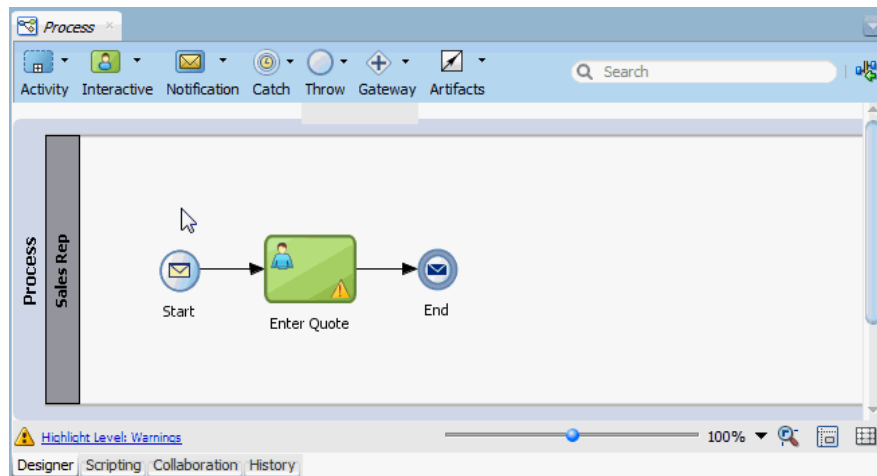 Process
Activity Interactive Notification Catch Throw Gateway Artifacts
Search
Process
Sales Rep
Start
Enter Quote
End
Highlight Level: Warnings
100%
Designer Scripting Collaboration History